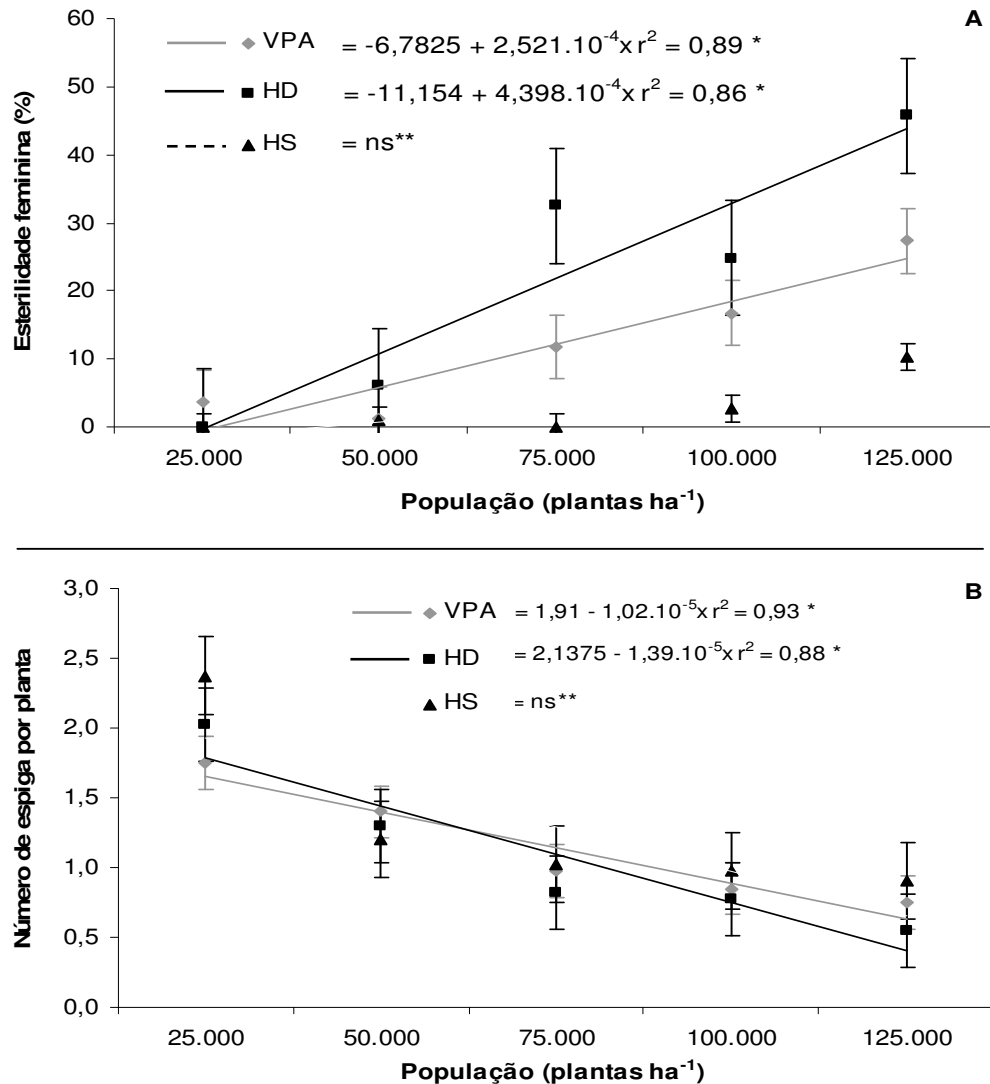 A
60
50
40
30
20
10
0
Esterilidade feminina (%)
VPA = -6,7825 + 2,521.10⁻⁴x r² = 0,89 *
HD = -11,154 + 4,398.10⁻⁴x r² = 0,86 *
HS = ns**
25.000 50.000 75.000 100.000 125.000
População (plantas ha⁻¹)
B
3,0
2,5
2,0
1,5
1,0
0,5
0,0
Número de espiga por planta
VPA = 1,91 - 1,02.10⁻⁵x r² = 0,93 *
HD = 2,1375 - 1,39.10⁻⁵x r² = 0,88 *
HS = ns**
25.000 50.000 75.000 100.000 125.000
População (plantas ha⁻¹)